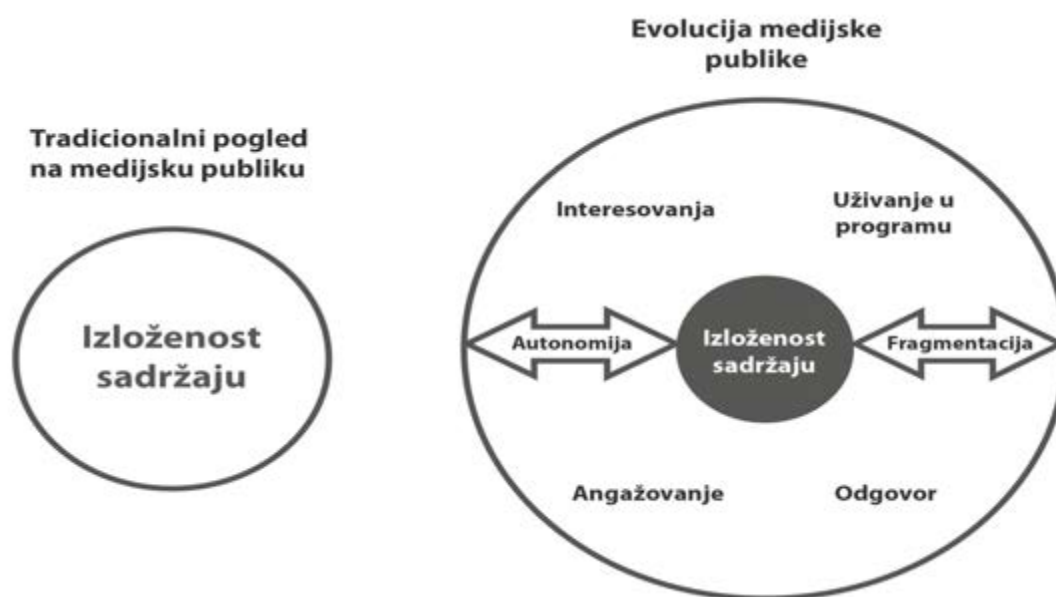 Tradicionalni pogled
na medijsku publiku
Izloženost
sadržaju
Evolucija medijske
publike
Interesovanja
Uživanje u
programu
Autonomija
Izloženost
sadržaju
Fragmentacija
Angažovanje
Odgovor